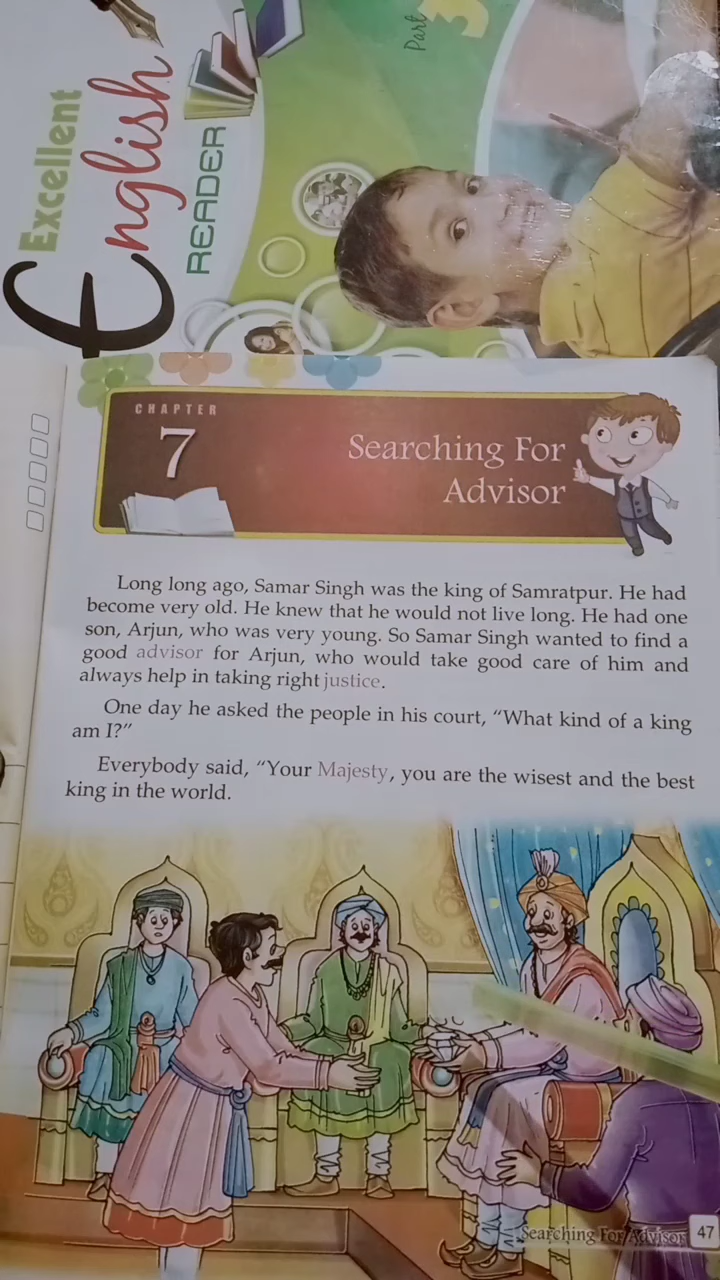 Excellent
English
READER
Part 3
CHAPTER
7
Searching For
Advisor
Long long ago, Samar Singh was the king of Samratpur. He had
become very old. He knew that he would not live long. He had one
son, Arjun, who was very young. So Samar Singh wanted to find a
good advisor for Arjun, who would take good care of him and
always help in taking right justice.
One day he asked the people in his court, “What kind of a king
am I?”
Everybody said, “Your Majesty, you are the wisest and the best
king in the world.
Searching For Advisor 47